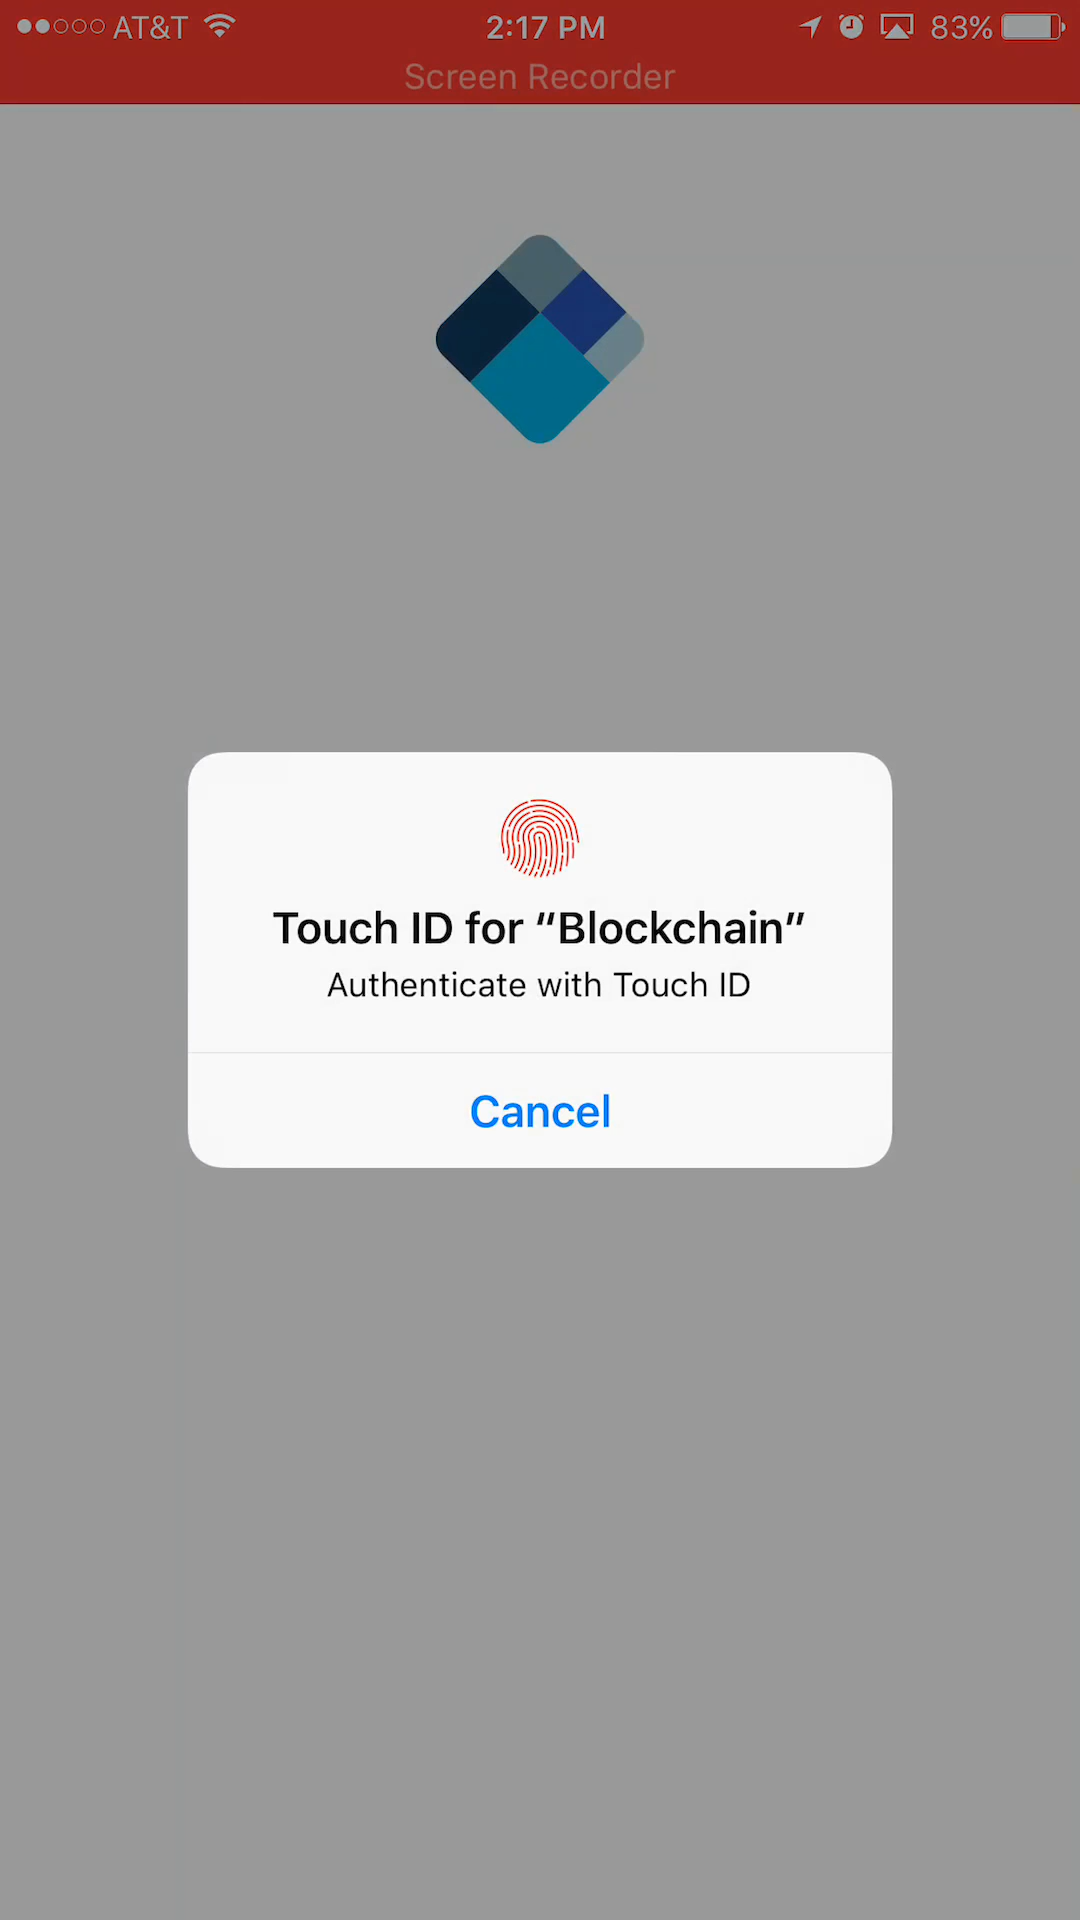 AT&T 2:17 PM 83%
Screen Recorder
Touch ID for “Blockchain”
Authenticate with Touch ID
Cancel